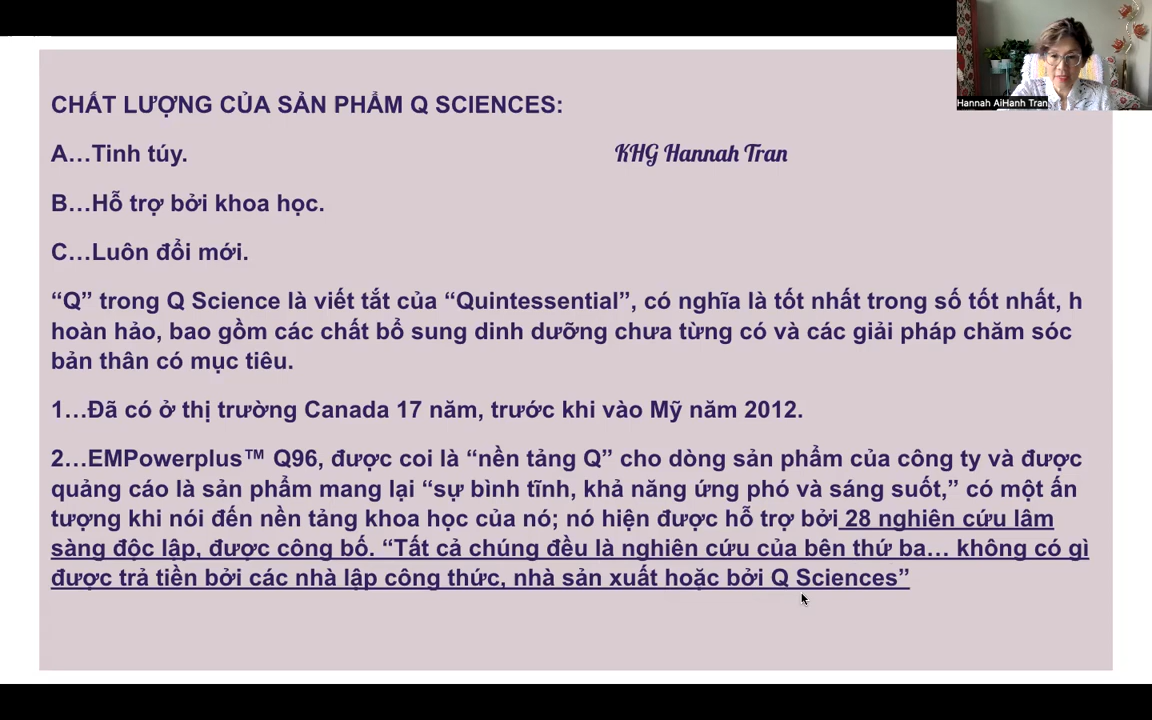 Hannah AiHanh Tran
CHẤT LƯỢNG CỦA SẢN PHẨM Q SCIENCES:
A...Tinh túy.
KHG Hannah Tran
B...Hỗ trợ bởi khoa học.
C...Luôn đổi mới.
“Q” trong Q Science là viết tắt của “Quintessential”, có nghĩa là tốt nhất trong số tốt nhất, h
hoàn hảo, bao gồm các chất bổ sung dinh dưỡng chưa từng có và các giải pháp chăm sóc
bản thân có mục tiêu.
1...Đã có ở thị trường Canada 17 năm, trước khi vào Mỹ năm 2012.
2...EMPowerplus™ Q96, được coi là “nền tảng Q” cho dòng sản phẩm của công ty và được
quảng cáo là sản phẩm mang lại “sự bình tĩnh, khả năng ứng phó và sáng suốt,” có một ấn
tượng khi nói đến nền tảng khoa học của nó; nó hiện được hỗ trợ bởi 28 nghiên cứu lâm
sàng độc lập, được công bố. “Tất cả chúng đều là nghiên cứu của bên thứ ba... không có gì
được trả tiền bởi các nhà lập công thức, nhà sản xuất hoặc bởi Q Sciences”